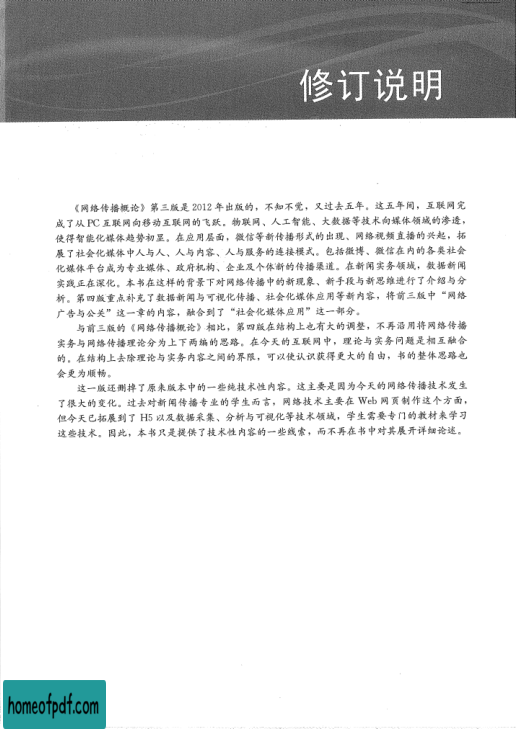 修订说明
《网络传播概论》第三版是 2012 年出版的，不知不觉，又过去五年。这五年间，互联网完
成了从 PC 互联网向移动互联网的飞跃。物联网、人工智能、大数据等技术向媒体领域的渗透，
使得智能化媒体趋势初显。在应用层面，微信等新传播形式的出现、网络视频直播的兴起，拓
展了社会化媒体中人与人、人与内容、人与服务的连接模式。包括微博、微信在内的各类社会
化媒体平台成为专业媒体、政府机构、企业及个体新的传播渠道。在新闻实务领域，数据新闻
实践正在深化。本书在这样的背景下对网络传播中的新现象、新手段与新思维进行了介绍与分
析。第四版重点补充了数据新闻与可视化传播、社会化媒体应用等新内容，将前三版中“网络
广告与公关”这一章的内容，融合到了“社会化媒体应用”这一部分。
与前三版的《网络传播概论》相比，第四版在结构上也有大的调整，不再沿用将网络传播
实务与网络传播理论分为上下两编的思路。在今天的互联网中，理论与实务问题是相互融合
的。在结构上去除理论与实务内容之间的界限，可以使认识获得更大的自由，书的整体思路也
会更为顺畅。
这一版还测掉了原来版本中的一些纯技术性内容。这主要是因为今天的网络传播技术发生
了很大的变化。过去对新闻传播专业的学生而言，网络技术主要在 Web 网页制作这个方面，
但今天已拓展到了 H5 以及数据采集、分析与可视化等技术领域，学生需要专门的教材来学习
这些技术。因此，本书只是提供了技术性内容的一些线索，而不再在书中对其展开详细论述。
homeofpdf.com